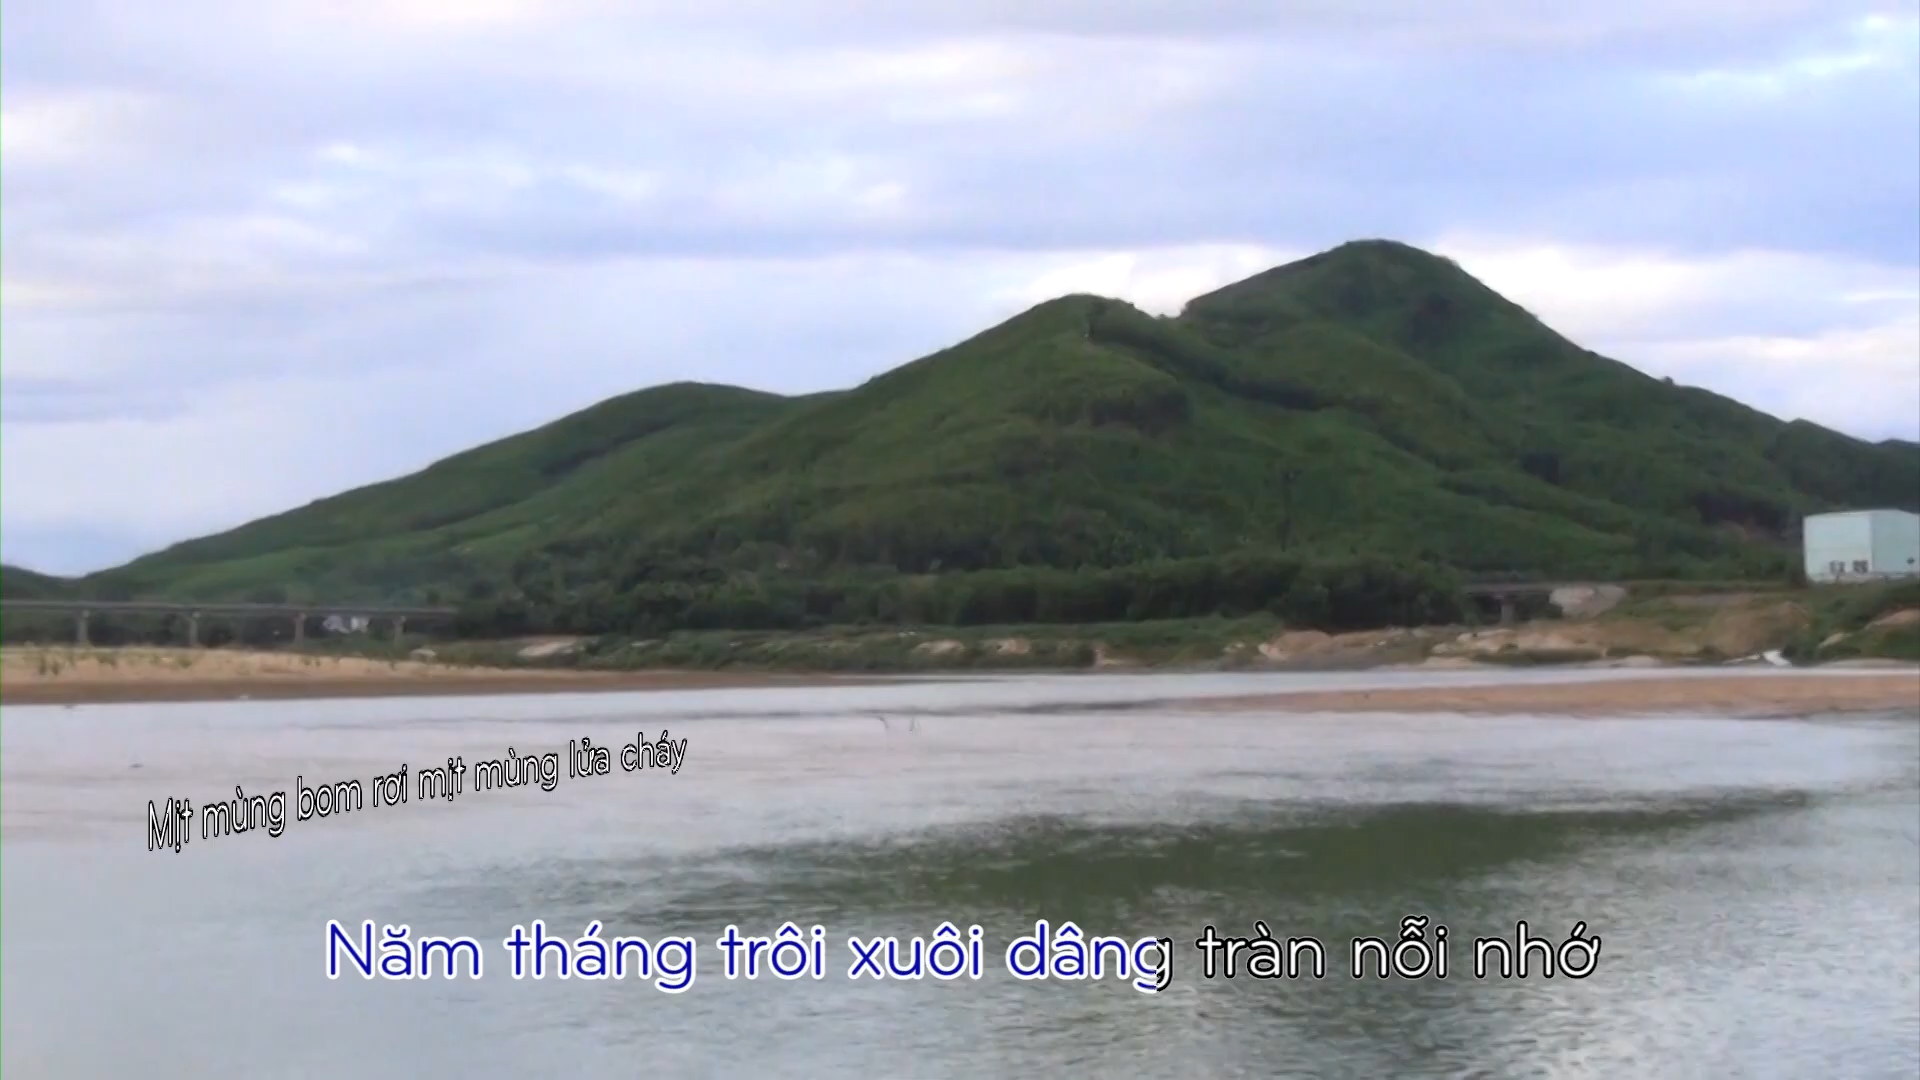 Mịt mùng bom rơi mịt mùng lửa cháy
Năm tháng trôi xuôi dâng tràn nỗi nhớ